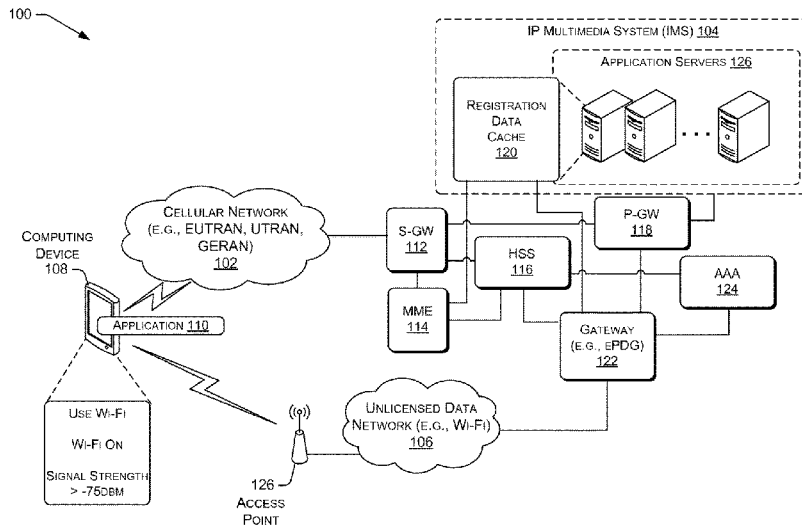 100
IP MULTIMEDIA SYSTEM (IMS) 104
APPLICATION SERVERS 126
REGISTRATION
DATA
CACHE
120
CELLULAR NETWORK
(E.G., EUTRAN, UTRAN,
GERAN)
102
S-GW
112
P-GW
118
HSS
116
AAA
124
MME
114
GATEWAY
(E.G., EPDG)
122
COMPUTING
DEVICE
108
APPLICATION 110
USE WI-FI
WI-FI ON
SIGNAL STRENGTH
> -75DBM
UNLICENSED DATA
NETWORK (E.G., WI-FI)
106
126
ACCESS
POINT